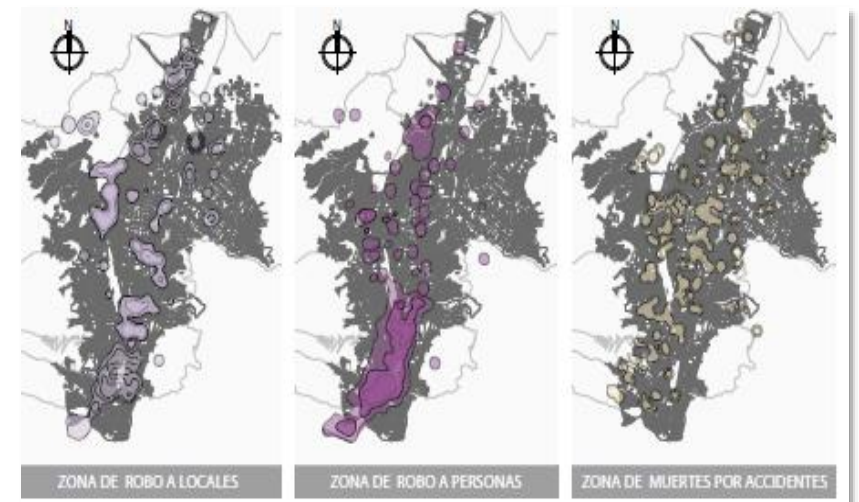 N
N
N
ZONA DE ROBO A LOCALES
ZONA DE ROBO A PERSONAS
ZONA DE MUERTES POR ACCIDENTES